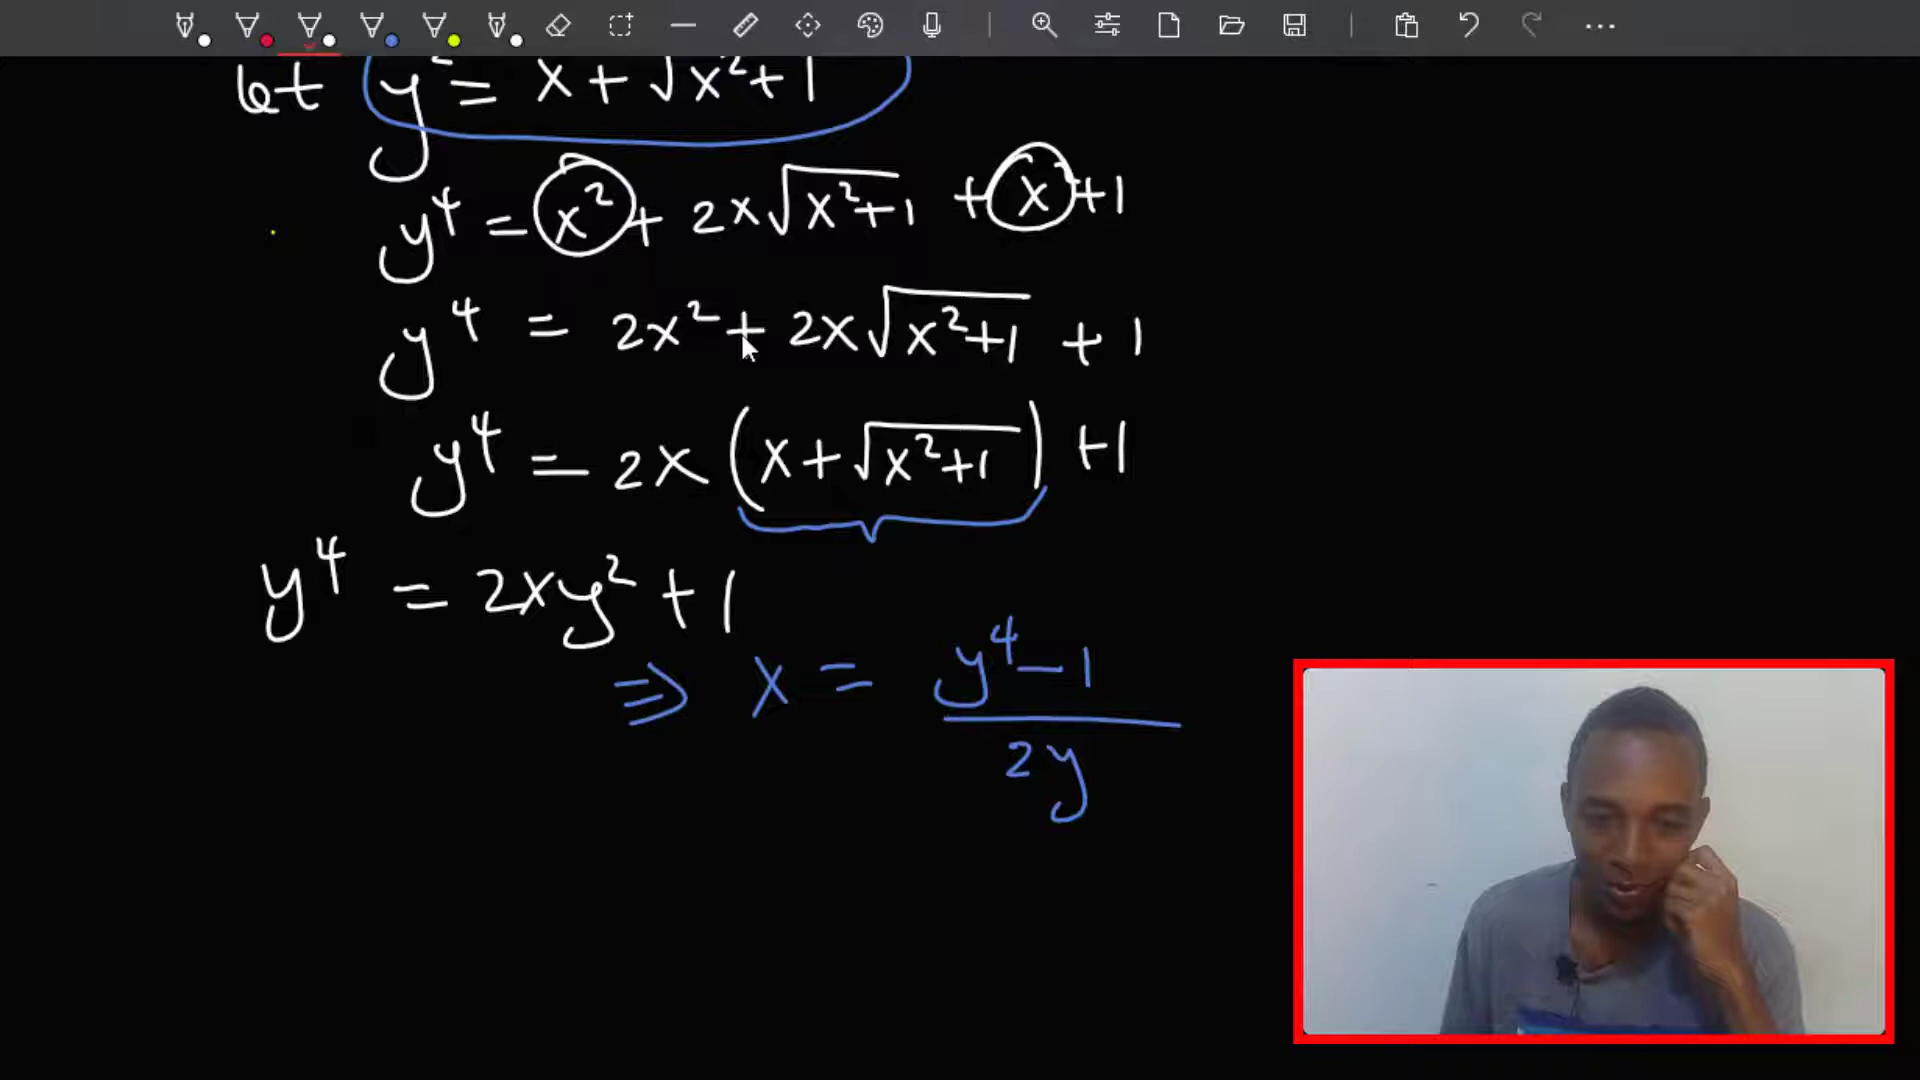 let y² = x + √x²+1
y⁴ = x² + 2x√x²+1 + x² + 1
y⁴ = 2x² + 2x√x²+1 + 1
y⁴ = 2x (x + √x²+1) + 1
y⁴ = 2xy² + 1
⇒ x = y⁴ − 1
2y